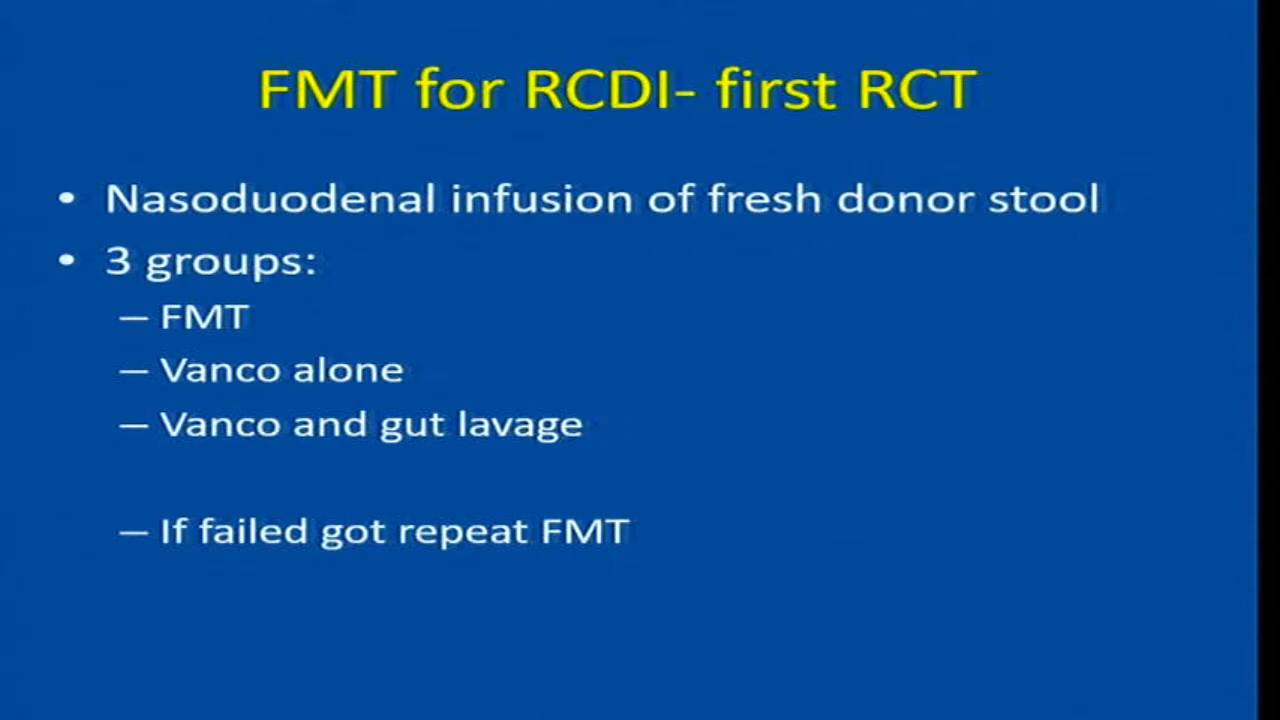 FMT for RCDI- first RCT
• Nasoduodenal infusion of fresh donor stool
• 3 groups:
– FMT
– Vanco alone
– Vanco and gut lavage
– If failed got repeat FMT